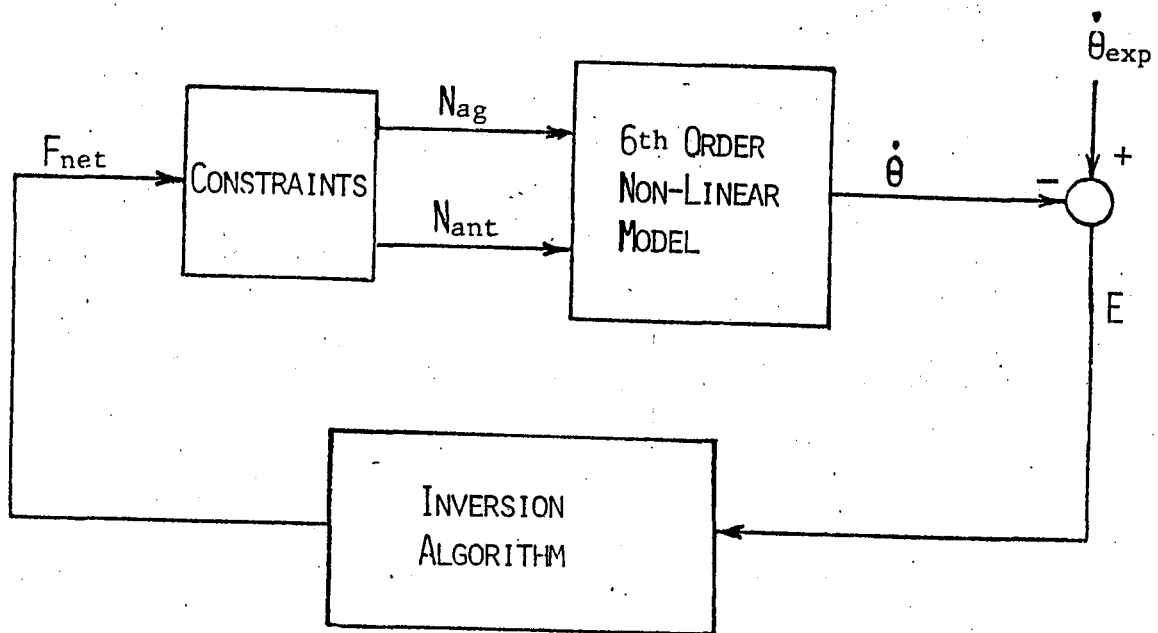 θ̇exp
Nag
Fnet
CONSTRAINTS
6th ORDER
NON-LINEAR
MODEL
θ̇
+
−
Nant
E
INVERSION
ALGORITHM